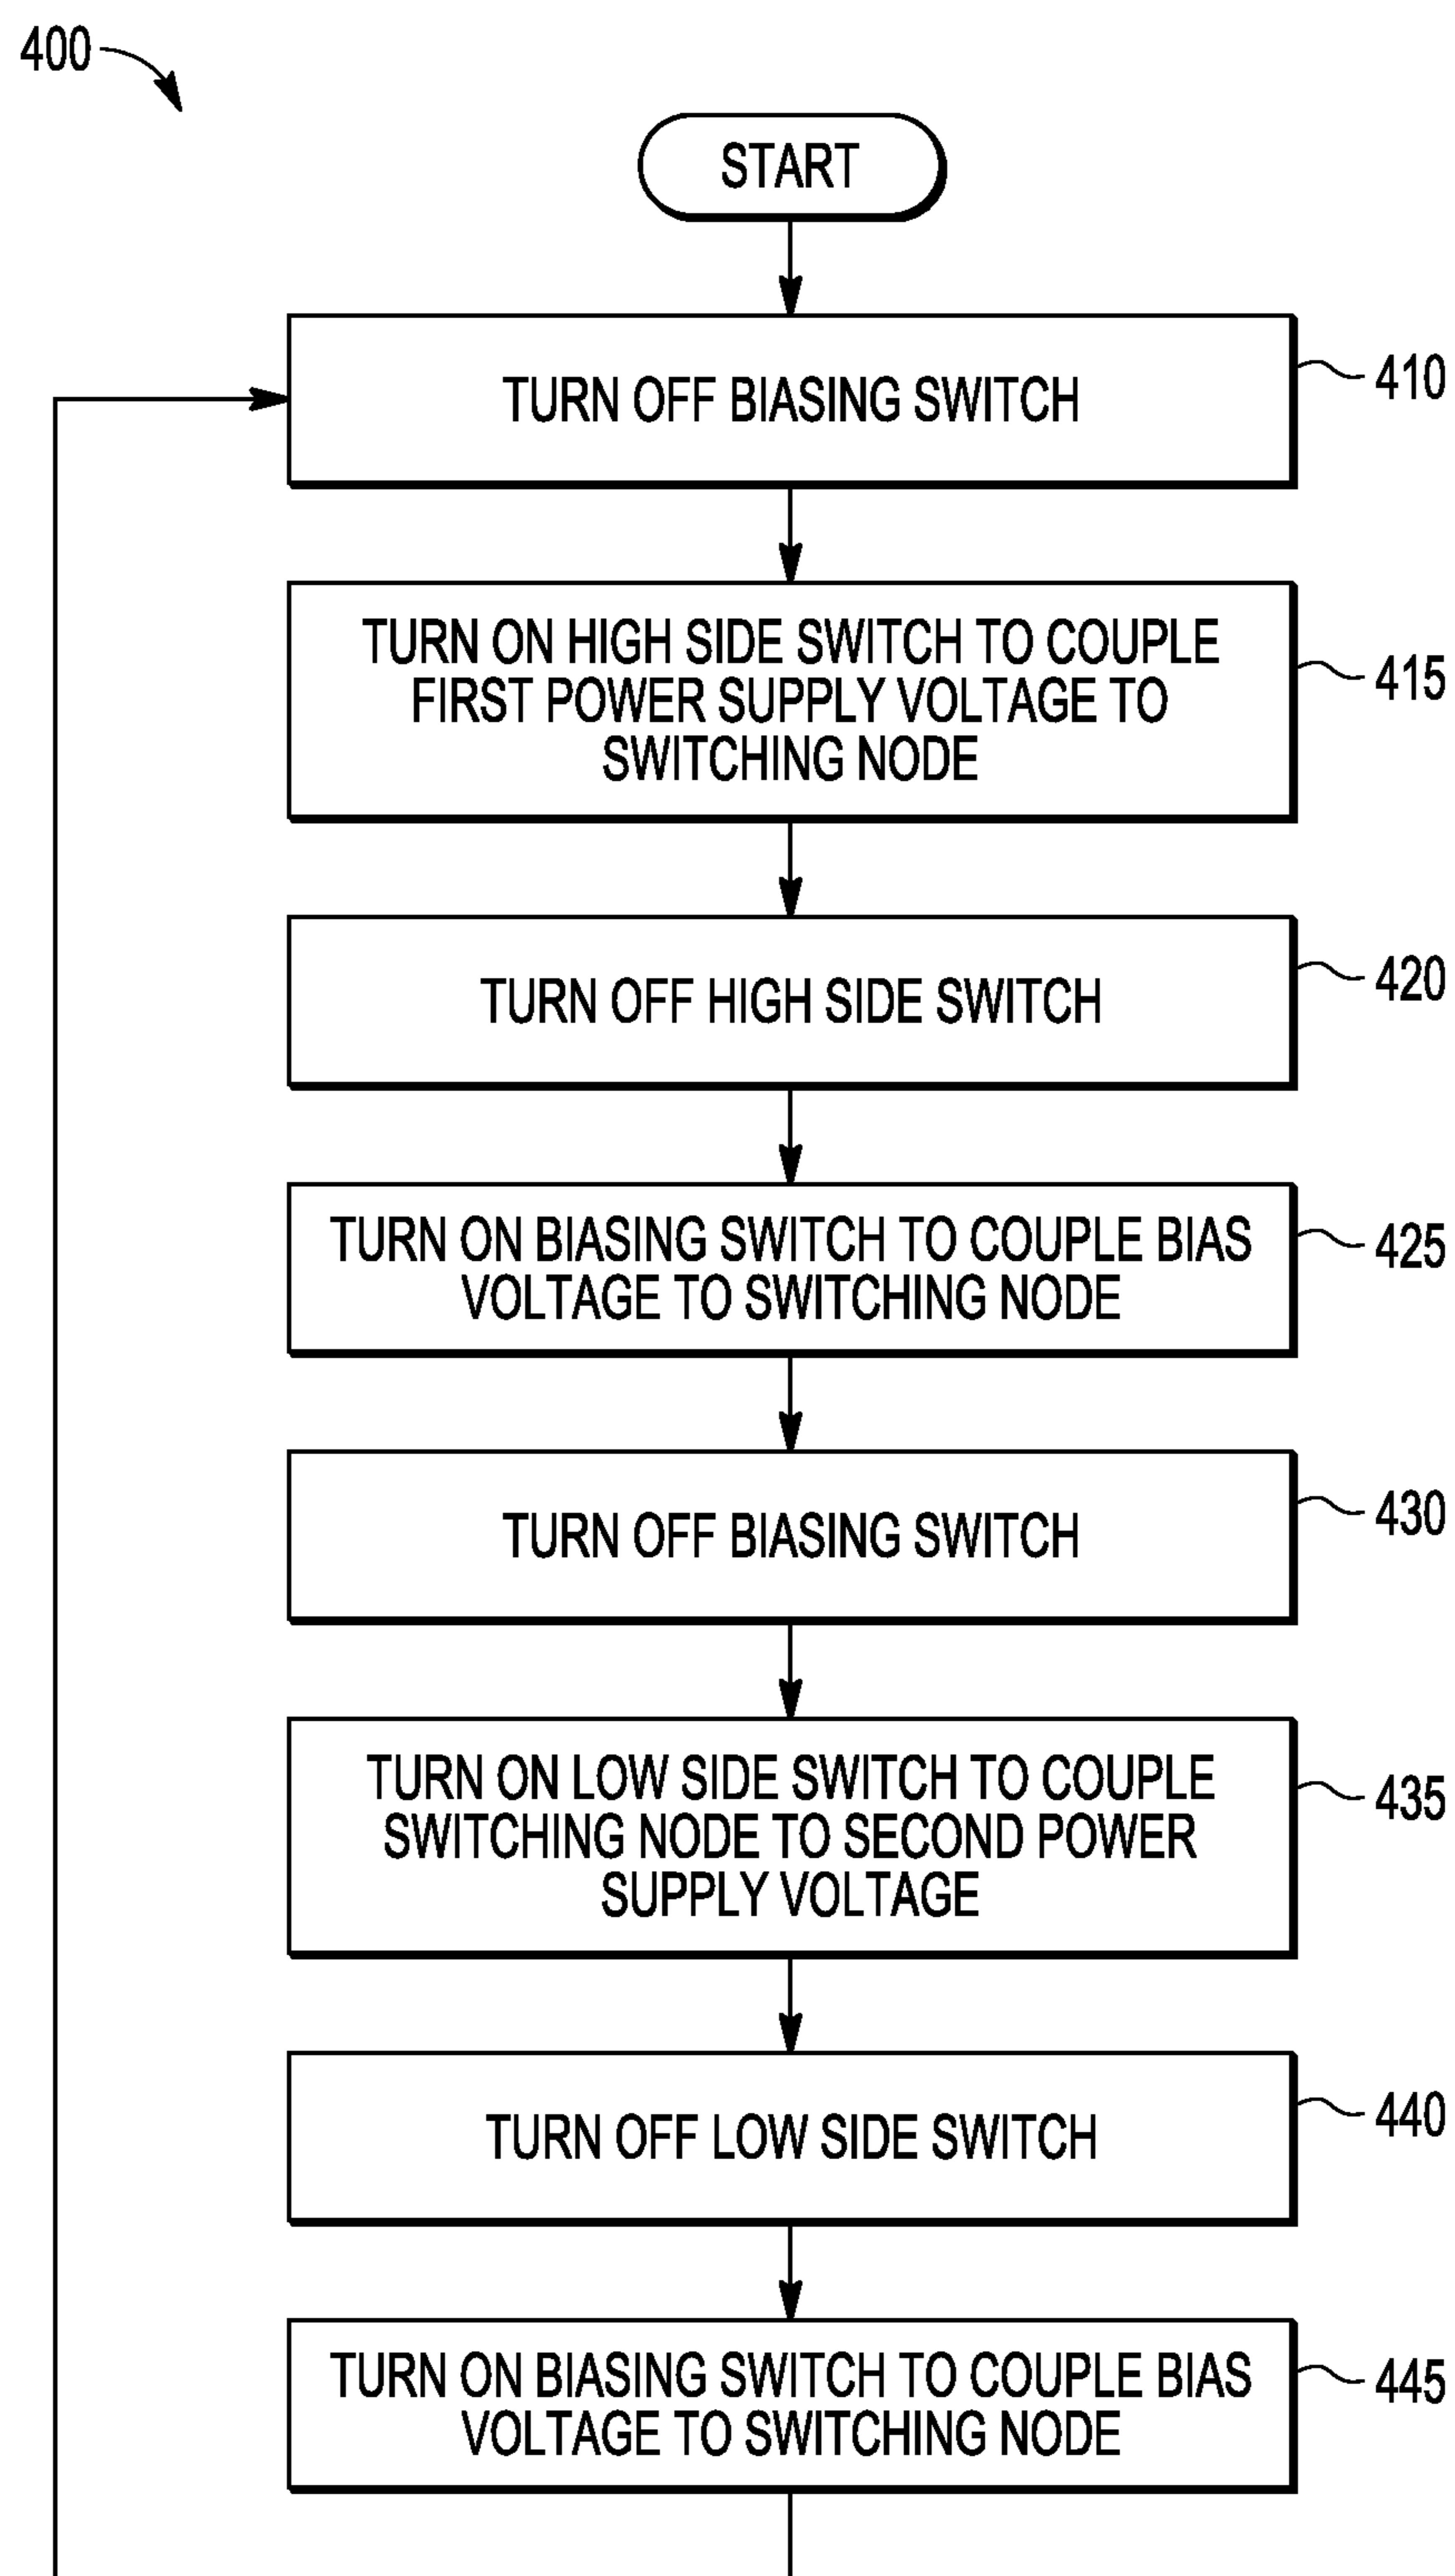 400
START
TURN OFF BIASING SWITCH
410
TURN ON HIGH SIDE SWITCH TO COUPLE
FIRST POWER SUPPLY VOLTAGE TO
SWITCHING NODE
415
TURN OFF HIGH SIDE SWITCH
420
TURN ON BIASING SWITCH TO COUPLE BIAS
VOLTAGE TO SWITCHING NODE
425
TURN OFF BIASING SWITCH
430
TURN ON LOW SIDE SWITCH TO COUPLE
SWITCHING NODE TO SECOND POWER
SUPPLY VOLTAGE
435
TURN OFF LOW SIDE SWITCH
440
TURN ON BIASING SWITCH TO COUPLE BIAS
VOLTAGE TO SWITCHING NODE
445